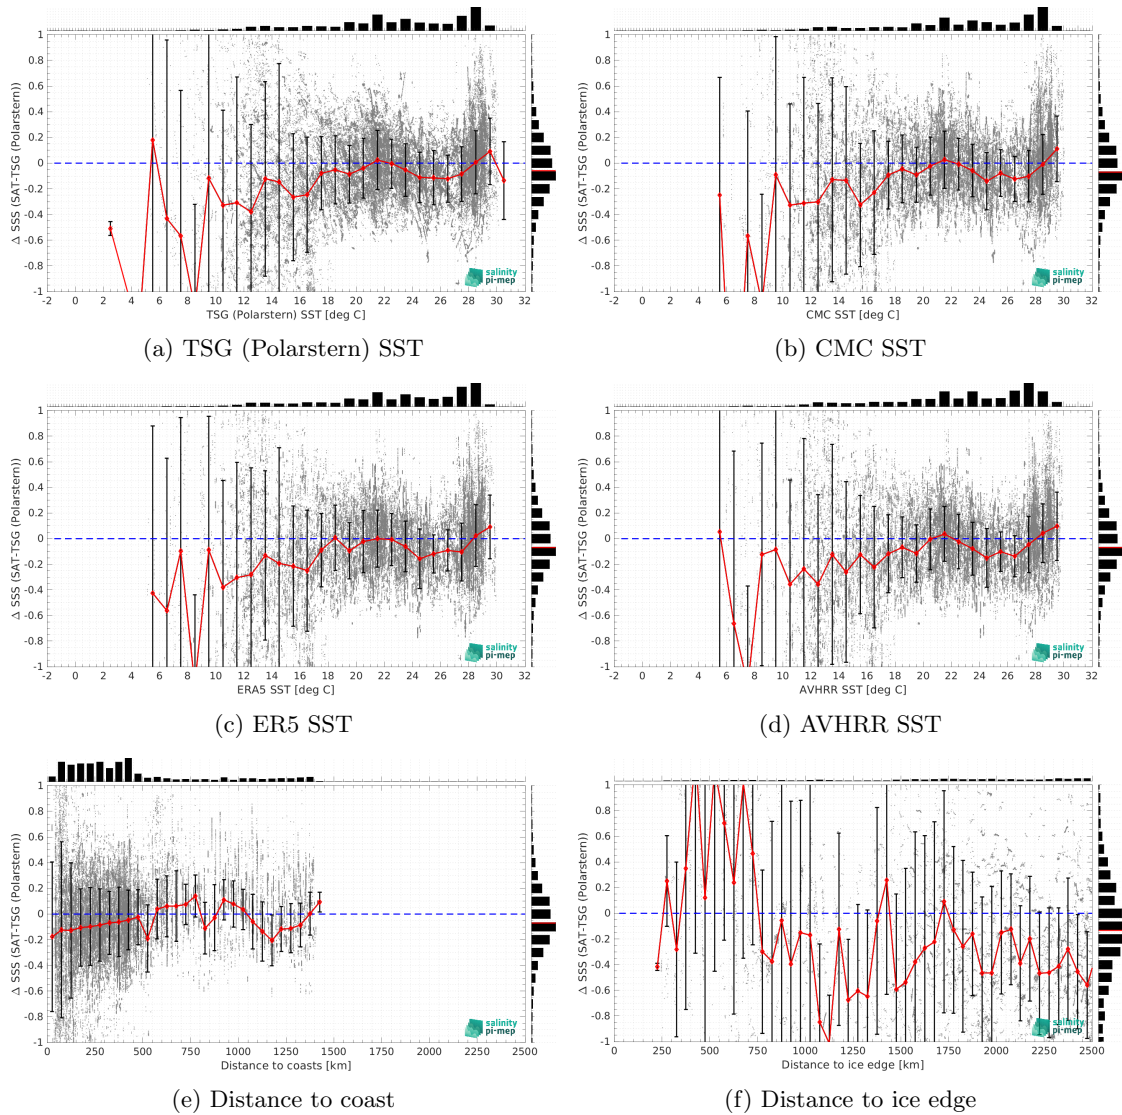 1
0.8
0.6
0.4
0.2
0
-0.2
-0.4
-0.6
-0.8
-1
Δ SSS (SAT-TSG (Polarstern))
salinity
pi-mep
-2 0 2 4 6 8 10 12 14 16 18 20 22 24 26 28 30 32
TSG (Polarstern) SST [deg C]
(a) TSG (Polarstern) SST
1
0.8
0.6
0.4
0.2
0
-0.2
-0.4
-0.6
-0.8
-1
Δ SSS (SAT-TSG (Polarstern))
salinity
pi-mep
-2 0 2 4 6 8 10 12 14 16 18 20 22 24 26 28 30 32
CMC SST [deg C]
(b) CMC SST
1
0.8
0.6
0.4
0.2
0
-0.2
-0.4
-0.6
-0.8
-1
Δ SSS (SAT-TSG (Polarstern))
salinity
pi-mep
-2 0 2 4 6 8 10 12 14 16 18 20 22 24 26 28 30 32
ERA5 SST [deg C]
(c) ER5 SST
1
0.8
0.6
0.4
0.2
0
-0.2
-0.4
-0.6
-0.8
-1
Δ SSS (SAT-TSG (Polarstern))
salinity
pi-mep
-2 0 2 4 6 8 10 12 14 16 18 20 22 24 26 28 30 32
AVHRR SST [deg C]
(d) AVHRR SST
1
0.8
0.6
0.4
0.2
0
-0.2
-0.4
-0.6
-0.8
-1
Δ SSS (SAT-TSG (Polarstern))
salinity
pi-mep
0 250 500 750 1000 1250 1500 1750 2000 2250 2500
Distance to coasts [km]
(e) Distance to coast
1
0.8
0.6
0.4
0.2
0
-0.2
-0.4
-0.6
-0.8
-1
Δ SSS (SAT-TSG (Polarstern))
salinity
pi-mep
0 250 500 750 1000 1250 1500 1750 2000 2250 2500
Distance to ice edge [km]
(f) Distance to ice edge